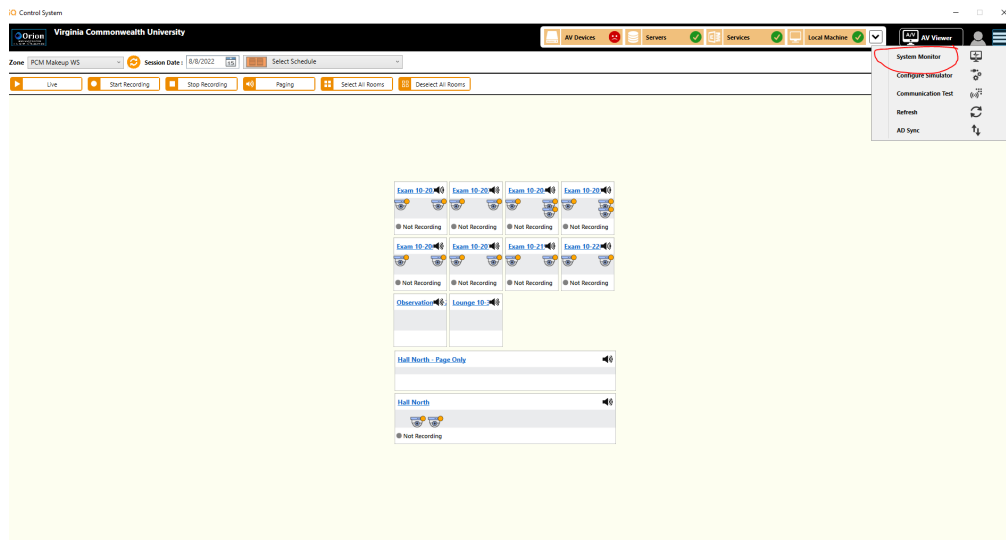 iQ Control System
Orion
Virginia Commonwealth University
AV Devices
Servers
Services
Local Machine
A/V
AV Viewer
Zone
PCM Makeup WS
Session Date :
8/8/2022
15
Select Schedule
System Monitor
Configure Simulator
Communication Test
Refresh
AD Sync
Live
Start Recording
Stop Recording
Paging
Select All Rooms
Deselect All Rooms
Exam 10-20
Exam 10-20
Exam 10-20
Exam 10-20
Not Recording
Not Recording
Not Recording
Not Recording
Exam 10-20
Exam 10-20
Exam 10-21
Exam 10-22
Not Recording
Not Recording
Not Recording
Not Recording
Observation
Lounge 10-3
Hall North - Page Only
Hall North
Not Recording